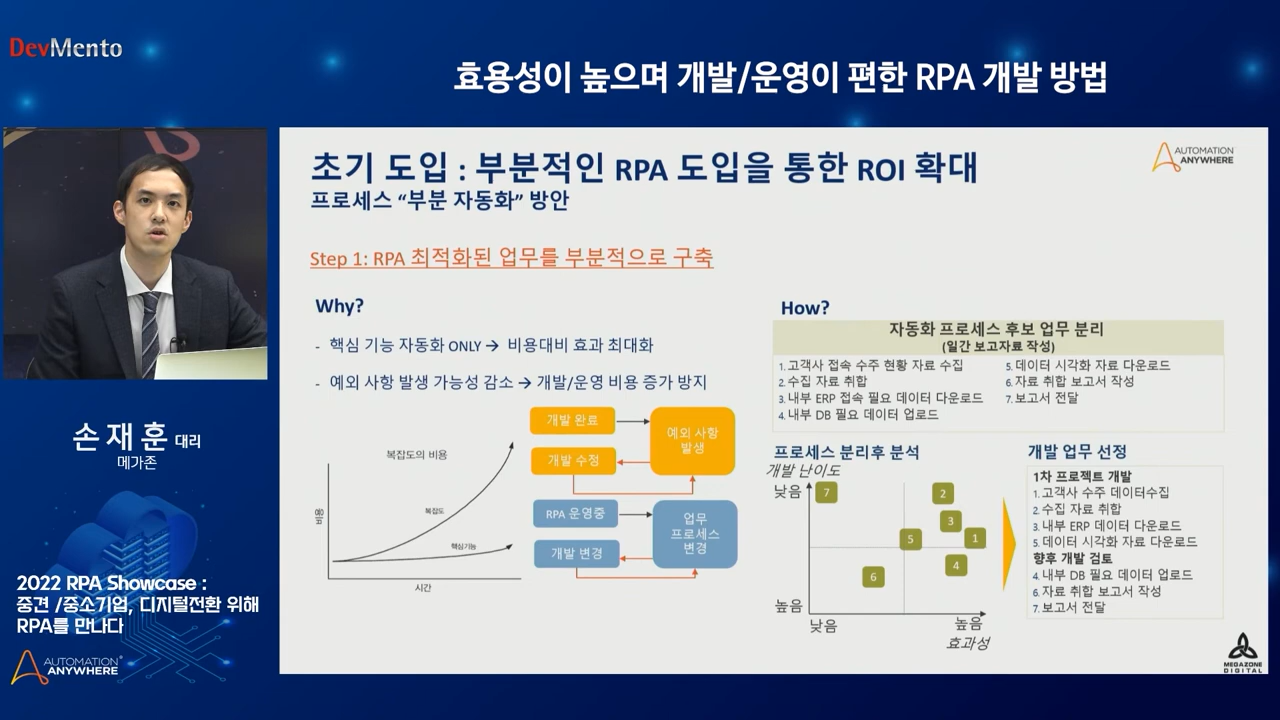 DevMento
효용성이 높으며 개발/운영이 편한 RPA 개발 방법
초기 도입 : 부분적인 RPA 도입을 통한 ROI 확대
프로세스 “부분 자동화” 방안
AUTOMATION
ANYWHERE
Step 1: RPA 최적화된 업무를 부분적으로 구축
Why?
- 핵심 기능 자동화 ONLY → 비용대비 효과 최대화
- 예외 사항 발생 가능성 감소 → 개발/운영 비용 증가 방지
복잡도의 비용
비용
복잡도
핵심기능
시간
개발 완료
예외 사항
발생
개발 수정
RPA 운영중
업무
프로세스
변경
개발 변경
How?
자동화 프로세스 후보 업무 분리
(일간 보고자료 작성)
1. 고객사 접속 수주 현황 자료 수집
2. 수집 자료 취합
3. 내부 ERP 접속 필요 데이터 다운로드
4. 내부 DB 필요 데이터 업로드
5. 데이터 시각화 자료 다운로드
6. 자료 취합 보고서 작성
7. 보고서 전달
프로세스 분리후 분석
개발 난이도
낮음
7
2
3
5
1
4
6
높음
낮음
높음
효과성
개발 업무 선정
1차 프로젝트 개발
1. 고객사 수주 데이터수집
2. 수집 자료 취합
3. 내부 ERP 데이터 다운로드
5. 데이터 시각화 자료 다운로드
향후 개발 검토
4. 내부 DB 필요 데이터 업로드
6. 자료 취합 보고서 작성
7. 보고서 전달
MEGAZONE
DIGITAL
손재훈 대리
메가존
2022 RPA Showcase :
중견 /중소기업, 디지털전환 위해
RPA를 만나다
AUTOMATION
ANYWHERE